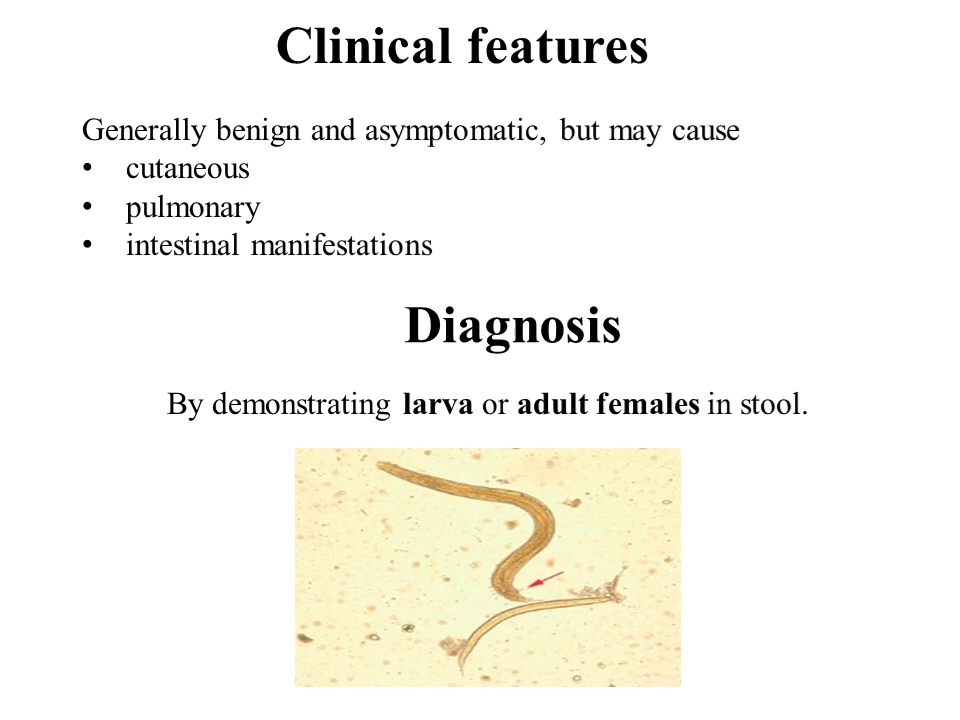 Clinical features
Generally benign and asymptomatic, but may cause
• cutaneous
• pulmonary
• intestinal manifestations
Diagnosis
By demonstrating larva or adult females in stool.